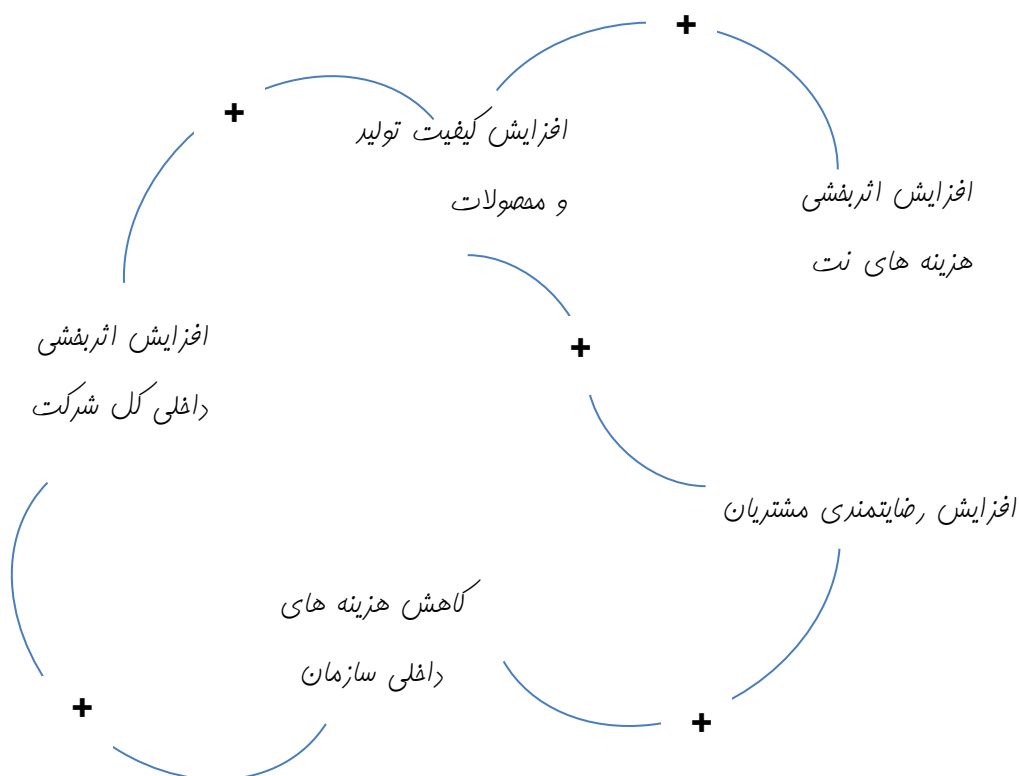 +
+
افزایش کیفیت تولید
و محصولات
افزایش اثربخشی
هزینه های نت
افزایش اثربخشی
داخلی کل شرکت
+
افزایش رضایتمندی مشتریان
کاهش هزینه های
داخلی سازمان
+
+